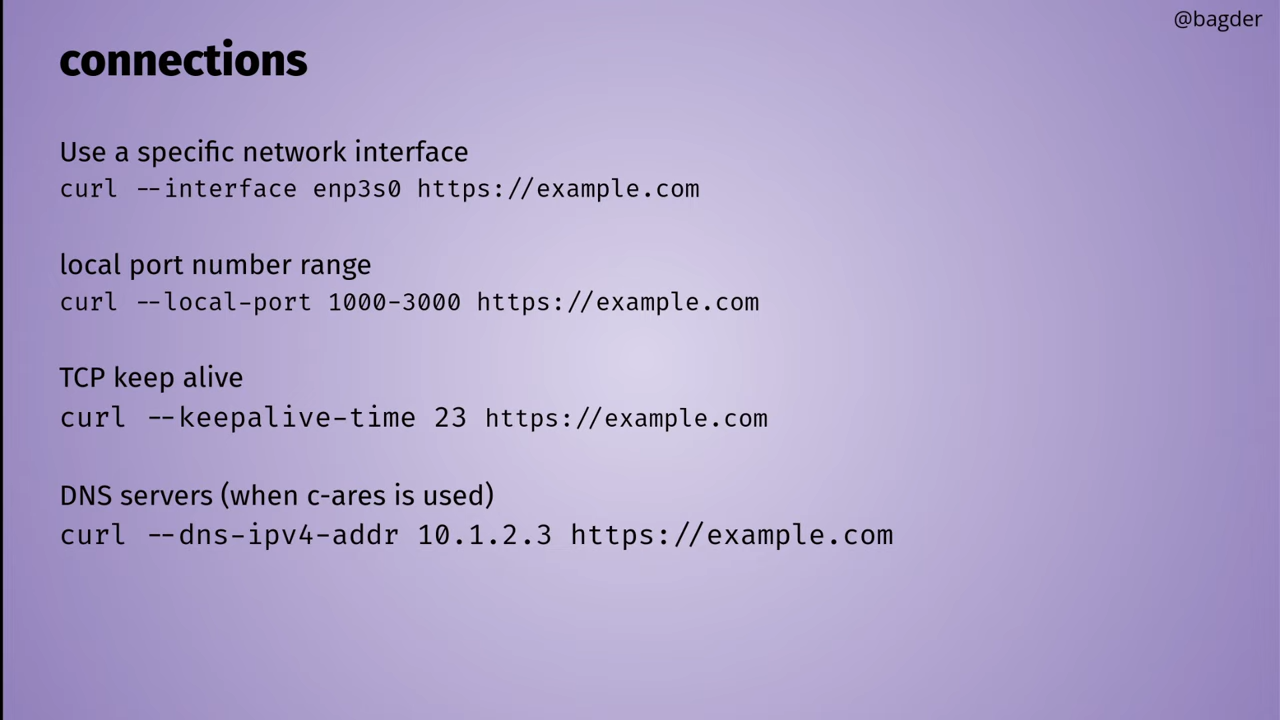 @bagder
connections
Use a specific network interface
curl --interface enp3s0 https://example.com
local port number range
curl --local-port 1000-3000 https://example.com
TCP keep alive
curl --keepalive-time 23 https://example.com
DNS servers (when c-ares is used)
curl --dns-ipv4-addr 10.1.2.3 https://example.com